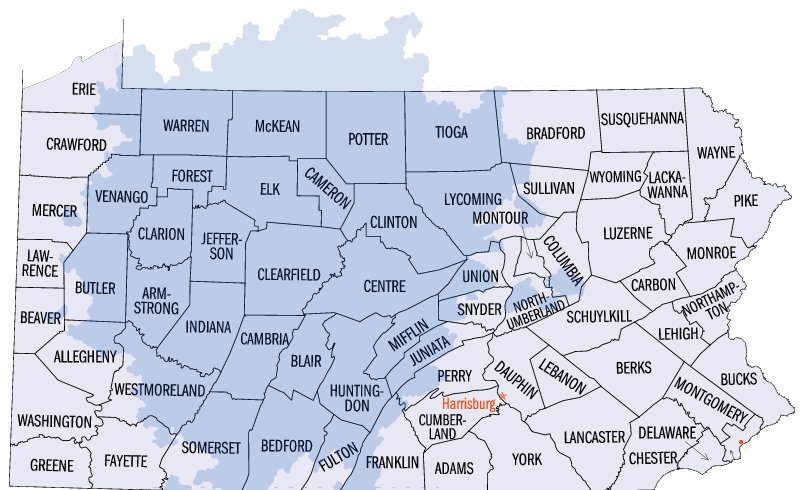 ERIE
WARREN
McKEAN
POTTER
TIOGA
BRADFORD
SUSQUEHANNA
WAYNE
CRAWFORD
FOREST
ELK
CAMERON
WYOMING
LACKA-
WANNA
SULLIVAN
PIKE
VENANGO
LYCOMING
MERCER
MONTOUR
CLINTON
CLARION
JEFFER-
SON
LUZERNE
COLUMBIA
MONROE
LAW-
RENCE
CLEARFIELD
UNION
CENTRE
CARBON
BUTLER
ARM-
STRONG
NORTHAMP-
TON
SNYDER
NORTH-
UMBERLAND
SCHUYLKILL
BEAVER
INDIANA
CAMBRIA
MIFFLIN
JUNIATA
LEHIGH
ALLEGHENY
BLAIR
PERRY
DAUPHIN
LEBANON
BERKS
BUCKS
WESTMORELAND
HUNTING-
DON
MONTGOMERY
Harrisburg
WASHINGTON
CUMBER-
LAND
LANCASTER
DELAWARE
SOMERSET
BEDFORD
FULTON
CHESTER
GREENE
FAYETTE
FRANKLIN
ADAMS
YORK